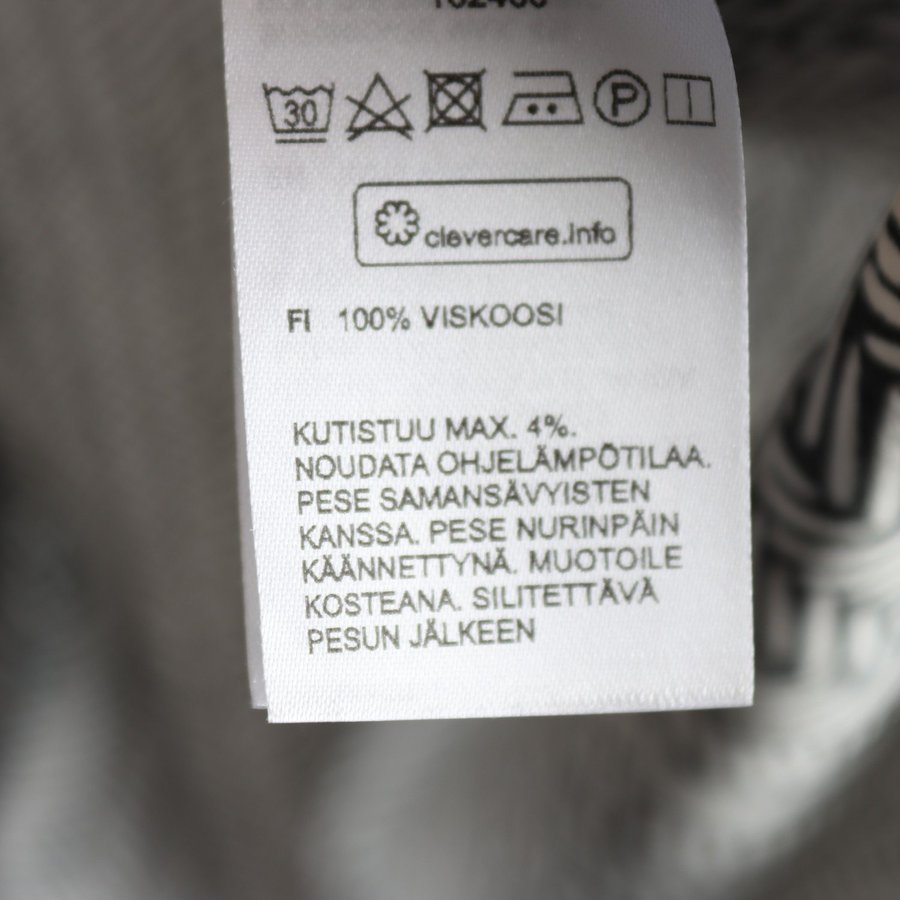 30 P
clevercare.info
FI 100% VISKOOSI
KUTISTUU MAX. 4%.
NOUDATA OHJELÄMPÖTILAA.
PESE SAMANSÄVYISTEN
KANSSA. PESE NURINPÄIN
KÄÄNNETTYNÄ. MUOTOILE
KOSTEANA. SILITETTÄVÄ
PESUN JÄLKEEN